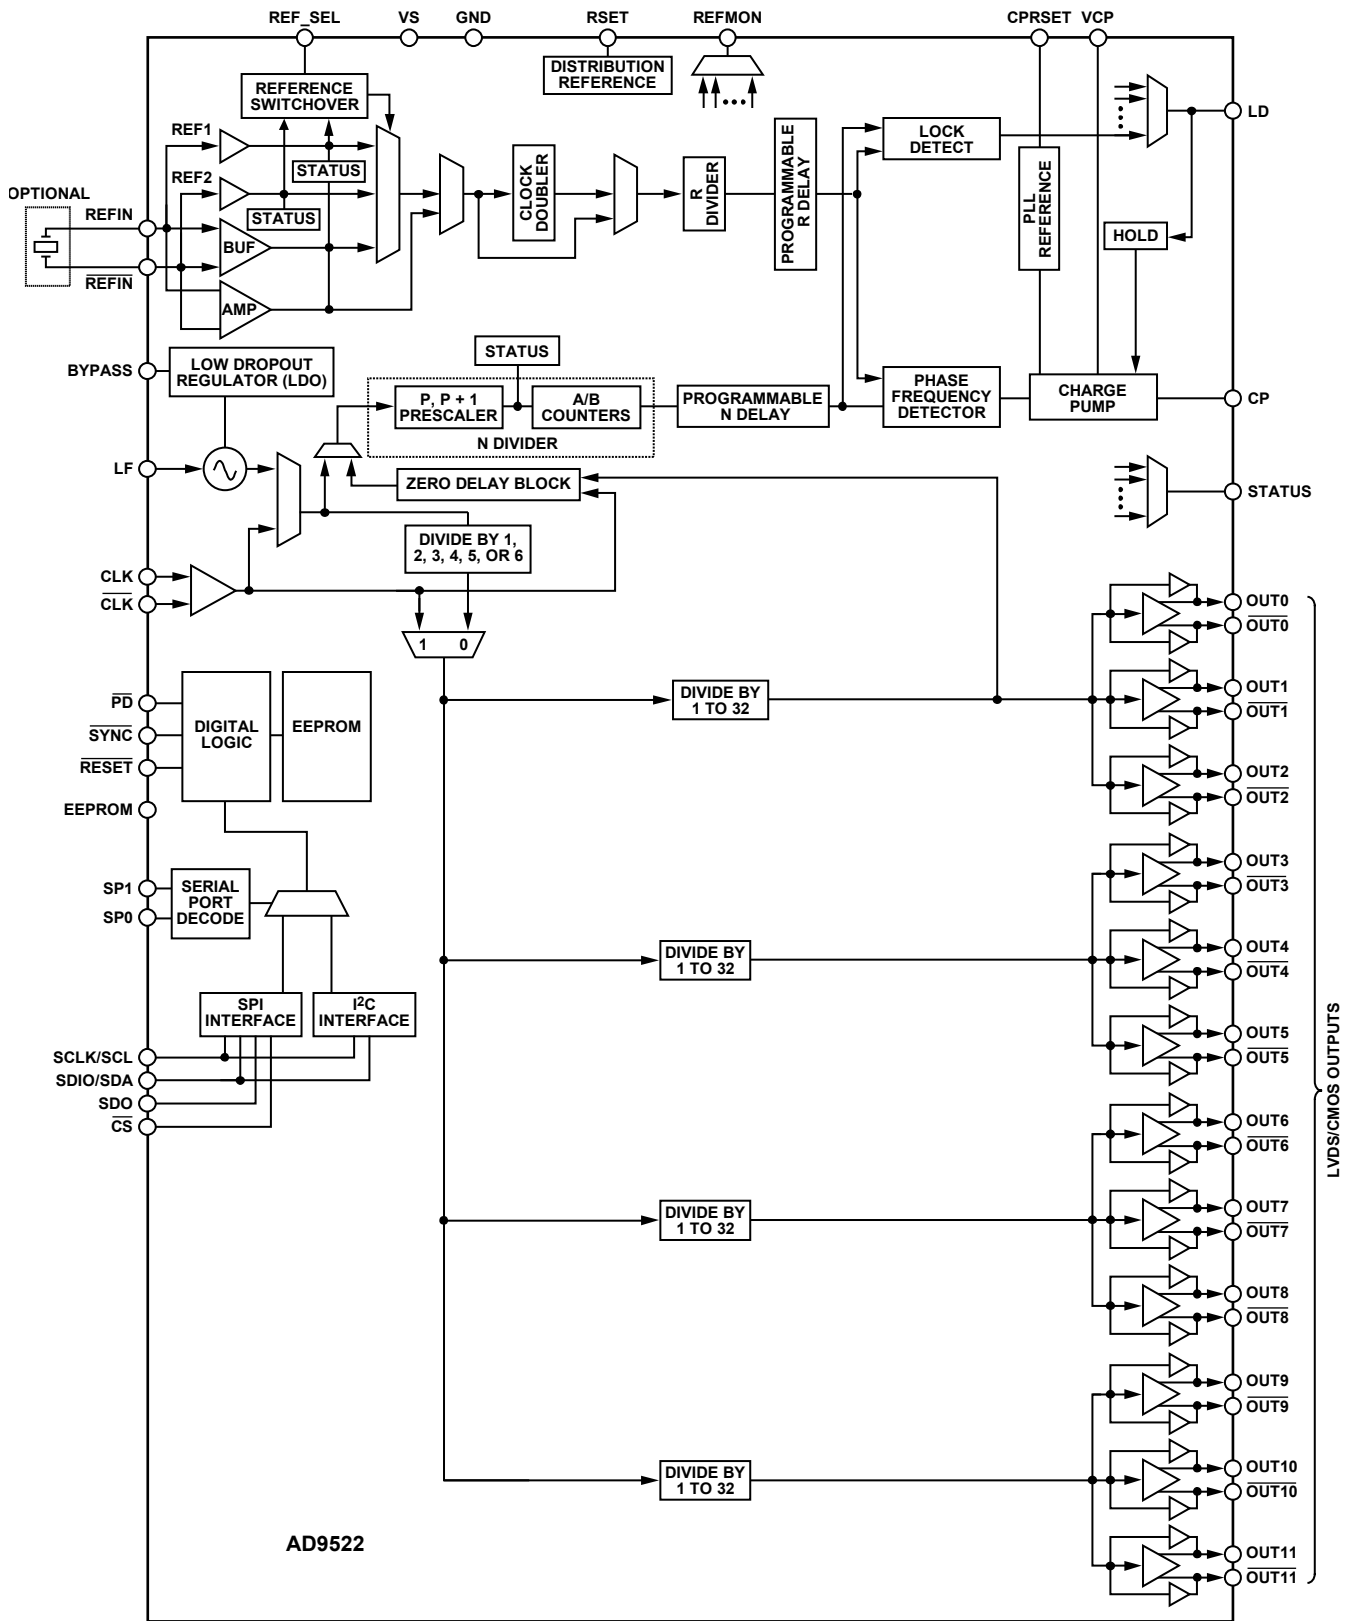 REF_SEL VS GND RSET REFMON CPRSET VCP
DISTRIBUTION
REFERENCE
REFERENCE
SWITCHOVER
REF1
REF2
STATUS
STATUS
OPTIONAL
REFIN
REFIN
BUF
AMP
CLOCK
DOUBLER
R
DIVIDER
PROGRAMMABLE
R DELAY
LOCK
DETECT
LD
PLL
REFERENCE
HOLD
BYPASS
LOW DROPOUT
REGULATOR (LDO)
STATUS
P, P + 1
PRESCALER
A/B
COUNTERS
N DIVIDER
PROGRAMMABLE
N DELAY
PHASE
FREQUENCY
DETECTOR
CHARGE
PUMP
CP
LF
ZERO DELAY BLOCK
STATUS
DIVIDE BY 1,
2, 3, 4, 5, OR 6
CLK
CLK
1 0
PD
SYNC
RESET
EEPROM
DIGITAL
LOGIC
EEPROM
SP1
SP0
SERIAL
PORT
DECODE
SPI
INTERFACE
I2C
INTERFACE
SCLK/SCL
SDIO/SDA
SDO
CS
DIVIDE BY
1 TO 32
DIVIDE BY
1 TO 32
DIVIDE BY
1 TO 32
DIVIDE BY
1 TO 32
OUT0
OUT0
OUT1
OUT1
OUT2
OUT2
OUT3
OUT3
OUT4
OUT4
OUT5
OUT5
OUT6
OUT6
OUT7
OUT7
OUT8
OUT8
OUT9
OUT9
OUT10
OUT10
OUT11
OUT11
LVDS/CMOS OUTPUTS
AD9522